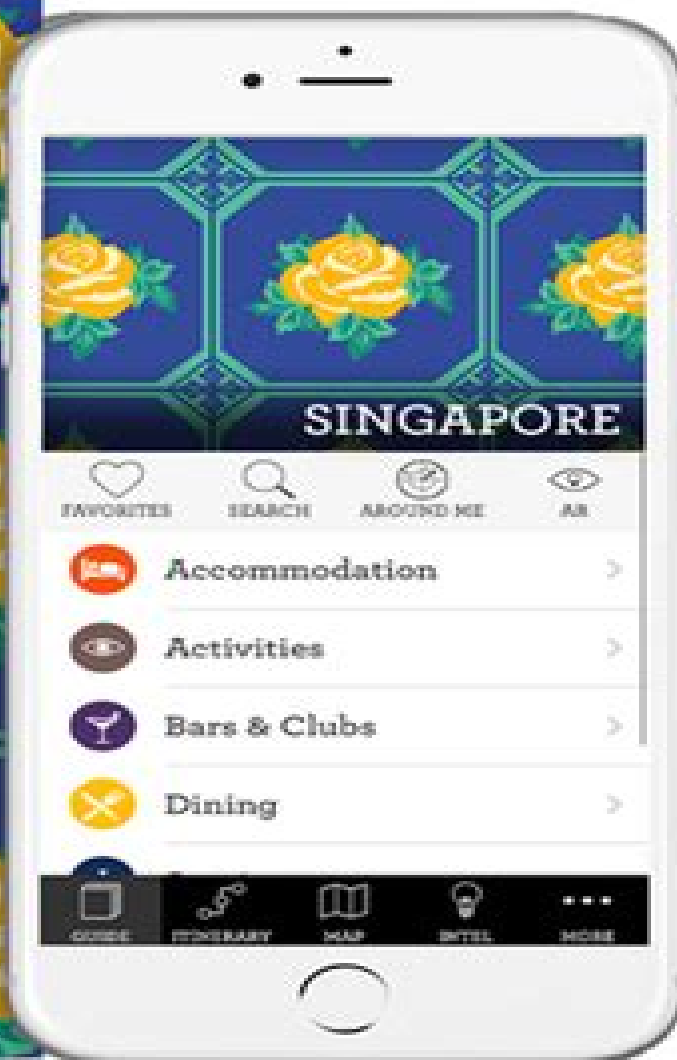 SINGAPORE
FAVORITES SEARCH AROUND ME AR
Accommodation
Activities
Bars & Clubs
Dining
GUIDE ITINERARY MAP INTEL MORE